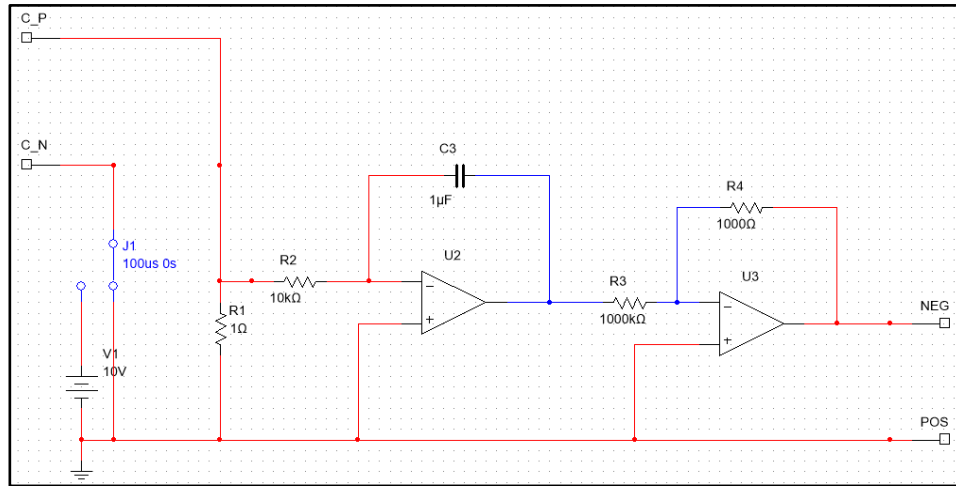 C_P
C_N
C3
1µF
R4
1000Ω
J1
100us 0s
U2
R2
10kΩ
R3
1000kΩ
U3
R1
1Ω
NEG
V1
10V
POS